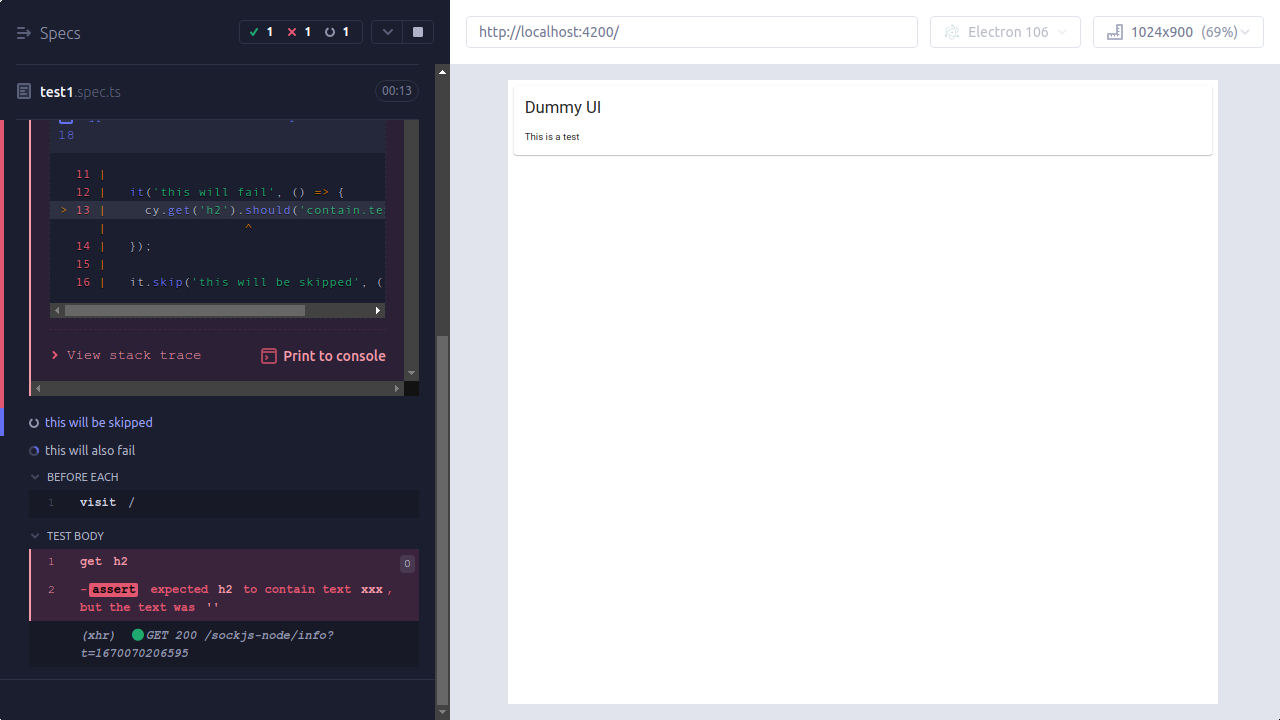 Specs
1 1 1
http://localhost:4200/
Electron 106
1024x900 (69%)
test1.spec.ts
00:13
18
11 |
12 | it('this will fail', () => {
> 13 | cy.get('h2').should('contain.te
| ^
14 | });
15 |
16 | it.skip('this will be skipped', (
View stack trace
Print to console
this will be skipped
this will also fail
BEFORE EACH
1 visit /
TEST BODY
1 get h2 0
2 -assert expected h2 to contain text xxx,
but the text was ''
(xhr) GET 200 /sockjs-node/info?
t=1670070206595
Dummy UI
This is a test